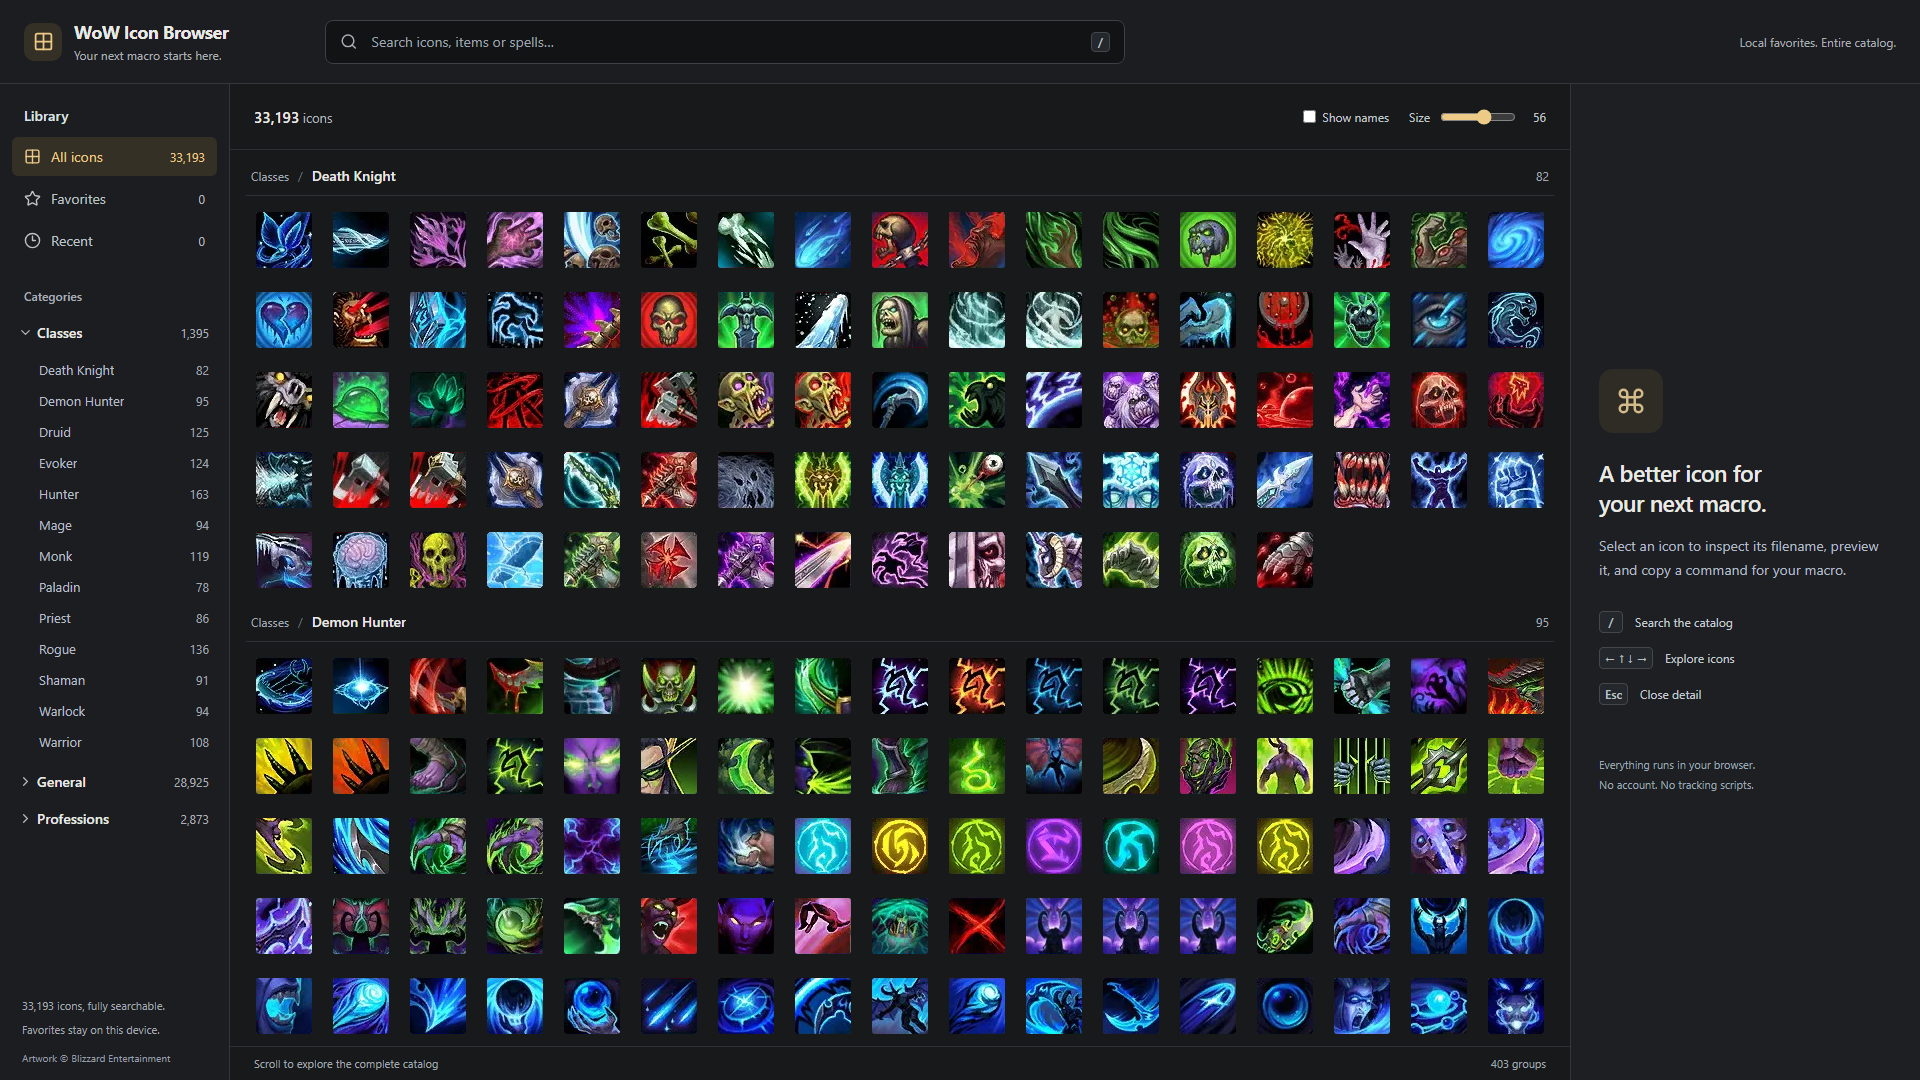 WoW Icon Browser
Your next macro starts here.
Search icons, items or spells...
/
Local favorites. Entire catalog.
Library
All icons 33,193
Favorites 0
Recent 0
Categories
Classes 1,395
Death Knight 82
Demon Hunter 95
Druid 125
Evoker 124
Hunter 163
Mage 94
Monk 119
Paladin 78
Priest 86
Rogue 136
Shaman 91
Warlock 94
Warrior 108
General 28,925
Professions 2,873
33,193 icons, fully searchable.
Favorites stay on this device.
Artwork © Blizzard Entertainment
33,193 icons
Show names Size 56
Classes / Death Knight 82
Classes / Demon Hunter 95
Scroll to explore the complete catalog 403 groups
A better icon for
your next macro.
Select an icon to inspect its filename, preview
it, and copy a command for your macro.
/ Search the catalog
← ↑ ↓ → Explore icons
Esc Close detail
Everything runs in your browser.
No account. No tracking scripts.